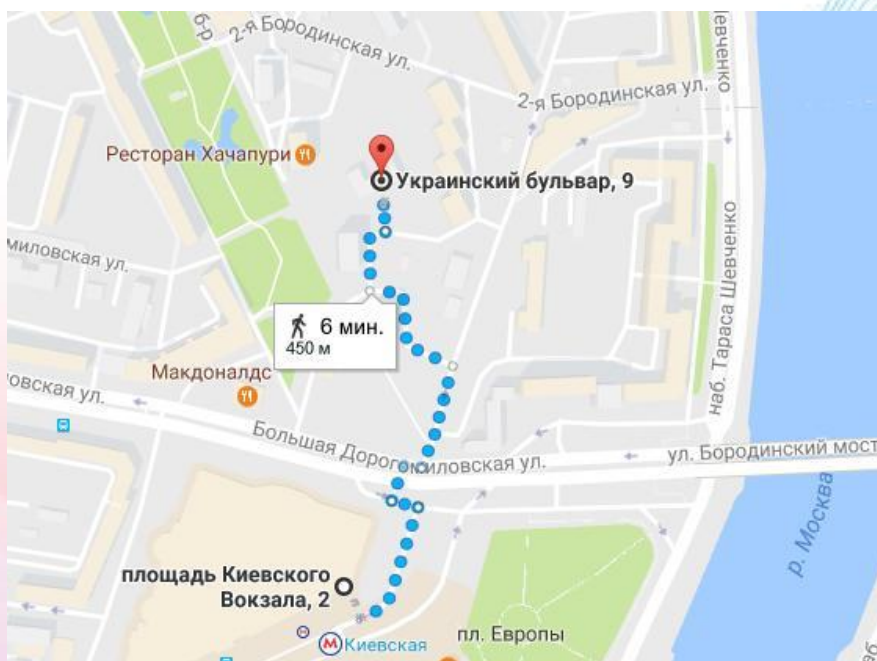 б-р
2-я Бородинская ул.
2-я Бородинская ул.
Шевченко
Ресторан Хачапури
Украинский бульвар, 9
миловская ул.
6 мин.
450 м
наб. Тараса Шевченко
Макдоналдс
овская ул.
Большая Дорогомиловская ул.
ул. Бородинский мост
р. Москва
площадь Киевского
Вокзала, 2
М Киевская
пл. Европы
наб.